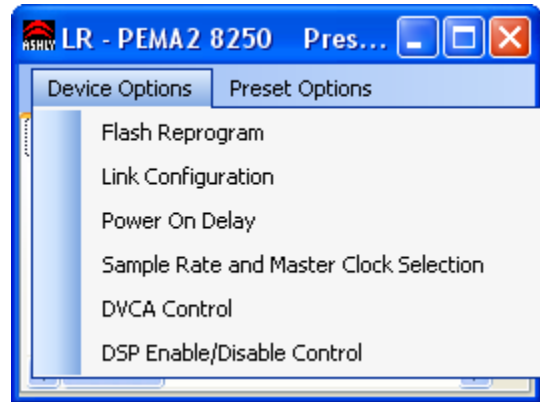 ASHLY LR - PEMA2 8250 Pres...
Device Options Preset Options
Flash Reprogram
Link Configuration
Power On Delay
Sample Rate and Master Clock Selection
DVCA Control
DSP Enable/Disable Control